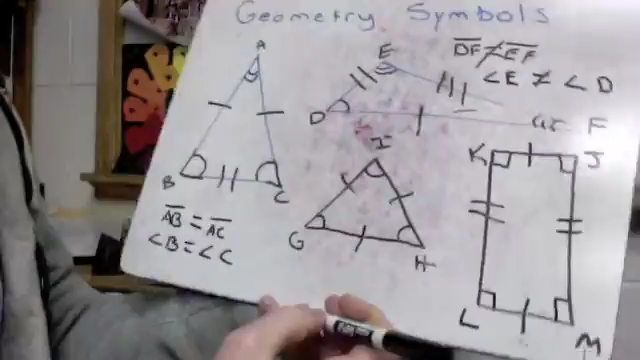 Geometry Symbols
A
B
C
AB = AC
<B = <C
E
D
F
DF ≠ EF
<E ≠ <D
I
G
H
K
J
L
M